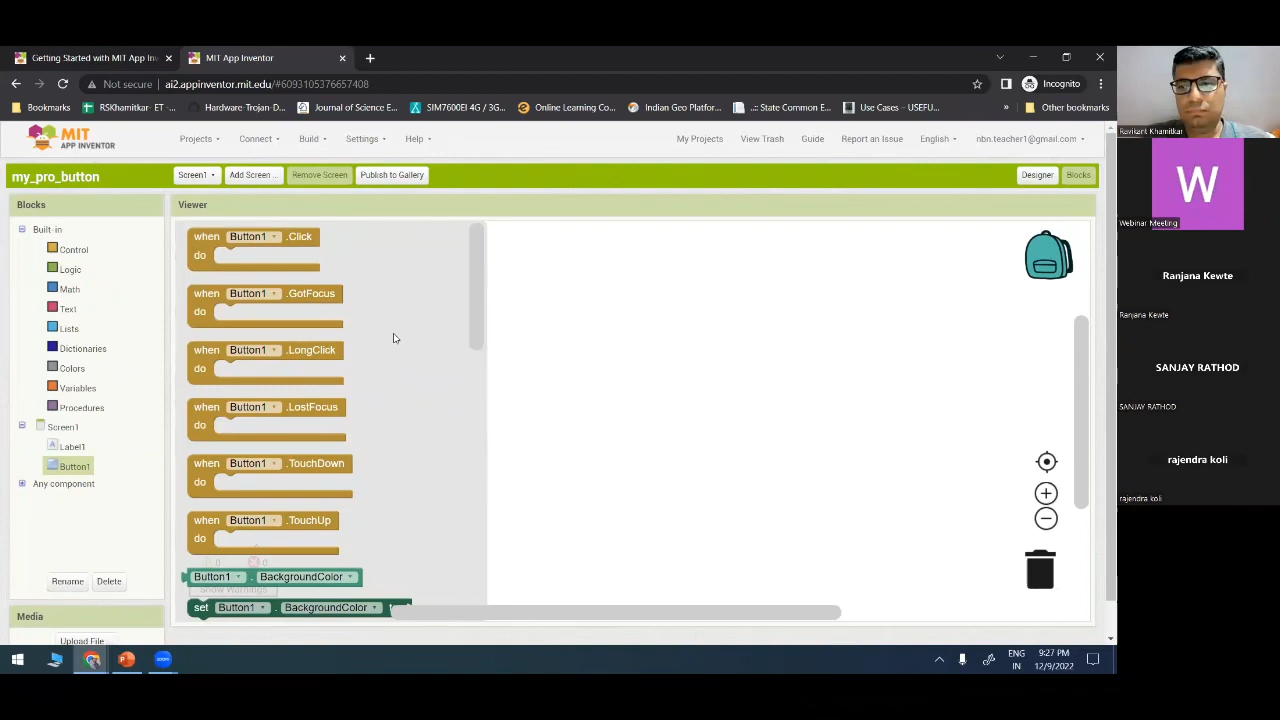 Getting Started with MIT App In
MIT App Inventor
Not secure
ai2.appinventor.mit.edu/#6093105376657408
Incognito
Bookmarks
RSKhamitkar- ET -...
Hardware-Trojan-D...
Journal of Science E...
SIM7600EI 4G / 3G...
Online Learning Co...
Indian Geo Platfor...
..:: State Common E...
Use Cases – USEFU...
»
Other bookmarks
MIT
APP INVENTOR
Projects
Connect
Build
Settings
Help
My Projects
View Trash
Guide
Report an Issue
English
nbn.teacher1@gmail.com
my_pro_button
Screen1
Add Screen ...
Remove Screen
Publish to Gallery
Designer
Blocks
Blocks
Viewer
Built-in
Control
Logic
Math
Text
Lists
Dictionaries
Colors
Variables
Procedures
Screen1
Label1
Button1
Any component
Rename
Delete
Media
Upload File
when Button1 .Click
do
when Button1 .GotFocus
do
when Button1 .LongClick
do
when Button1 .LostFocus
do
when Button1 .TouchDown
do
when Button1 .TouchUp
do
0 0
Show Warnings
Button1 . BackgroundColor
set Button1 . BackgroundColor
ENG
IN
9:27 PM
12/9/2022
Ravikant Khamitkar
W
Webinar Meeting
Ranjana Kewte
Ranjana Kewte
SANJAY RATHOD
SANJAY RATHOD
rajendra koli
rajendra koli